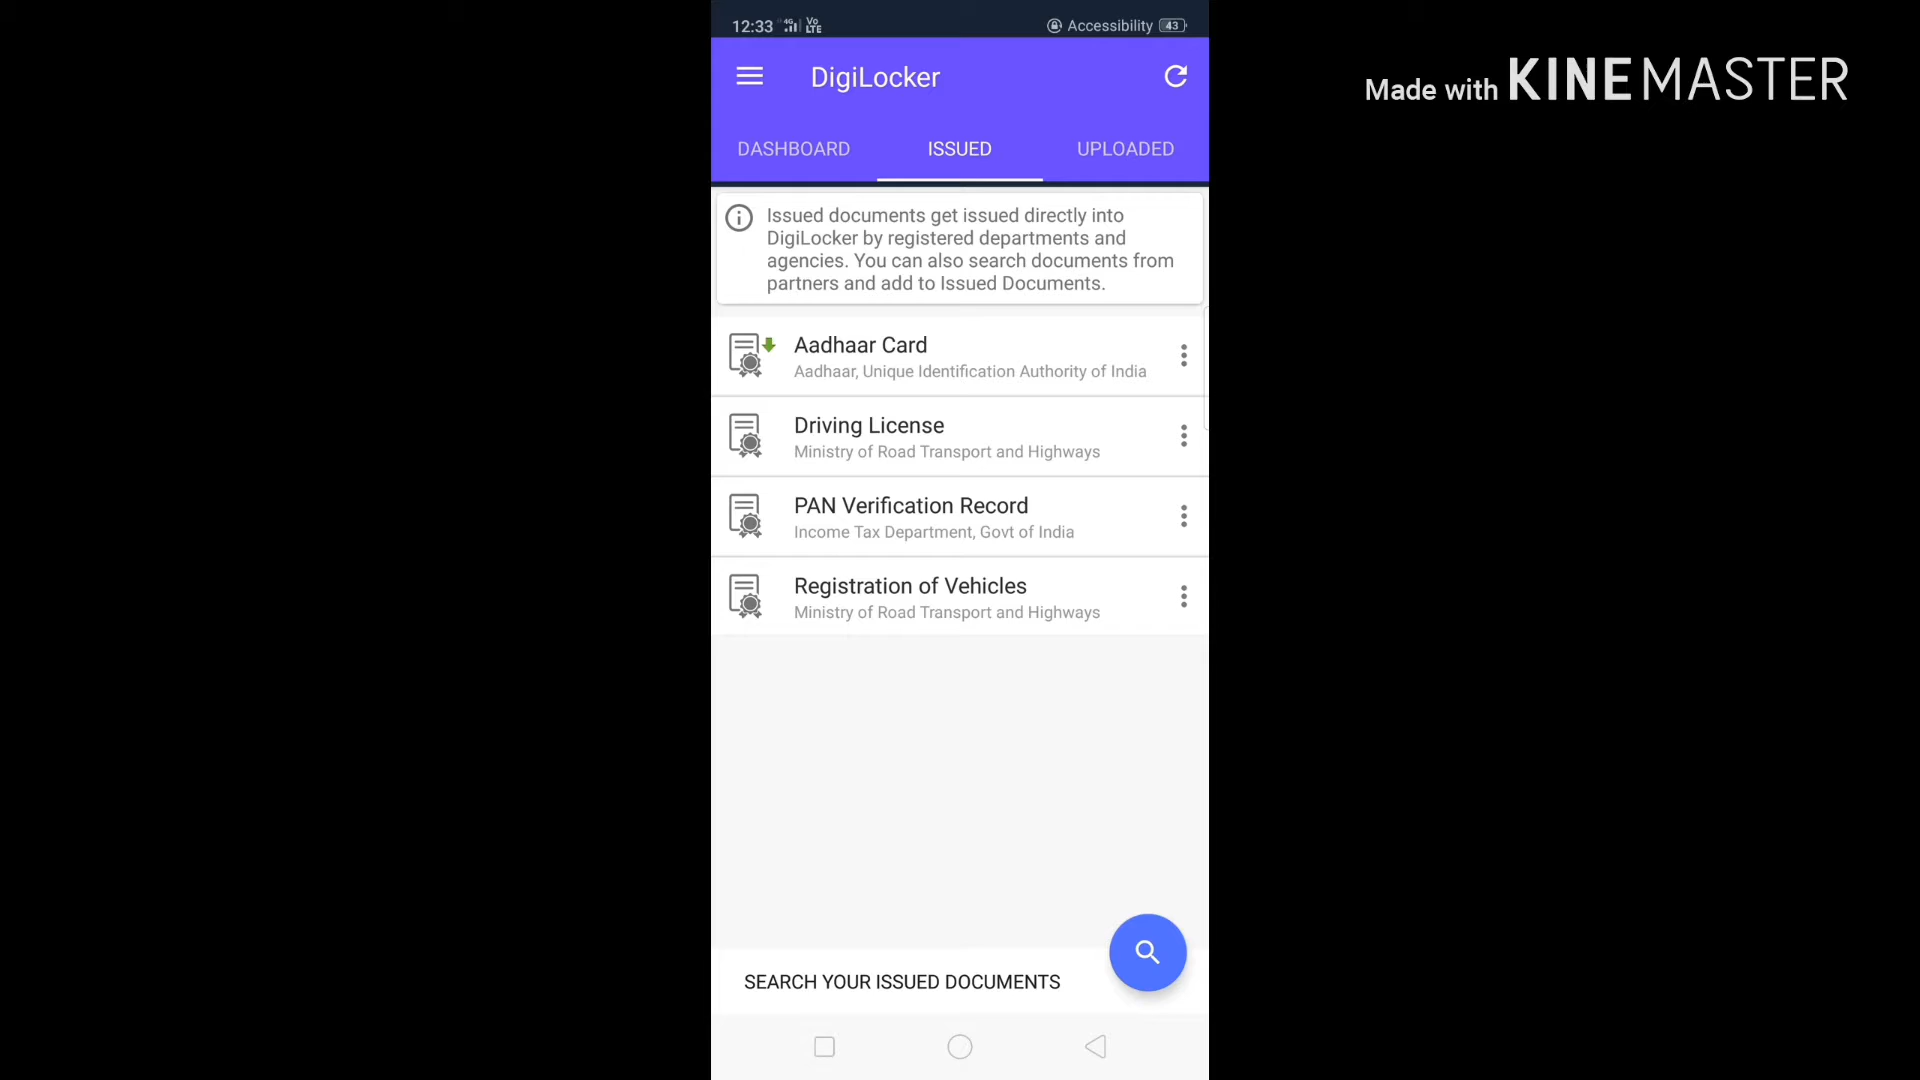 12:33 4G Vo LTE Accessibility 43
Made with KINEMASTER
DigiLocker
DASHBOARD ISSUED UPLOADED
Issued documents get issued directly into
DigiLocker by registered departments and
agencies. You can also search documents from
partners and add to Issued Documents.
Aadhaar Card
Aadhaar, Unique Identification Authority of India
Driving License
Ministry of Road Transport and Highways
PAN Verification Record
Income Tax Department, Govt of India
Registration of Vehicles
Ministry of Road Transport and Highways
SEARCH YOUR ISSUED DOCUMENTS